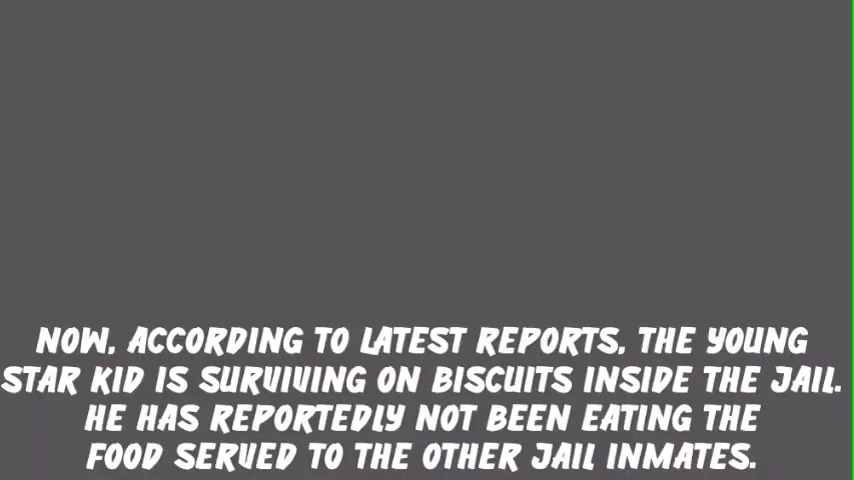 NOW, ACCORDING TO LATEST REPORTS, THE YOUNG
STAR KID IS SURVIVING ON BISCUITS INSIDE THE JAIL.
HE HAS REPORTEDLY NOT BEEN EATING THE
FOOD SERVED TO THE OTHER JAIL INMATES.